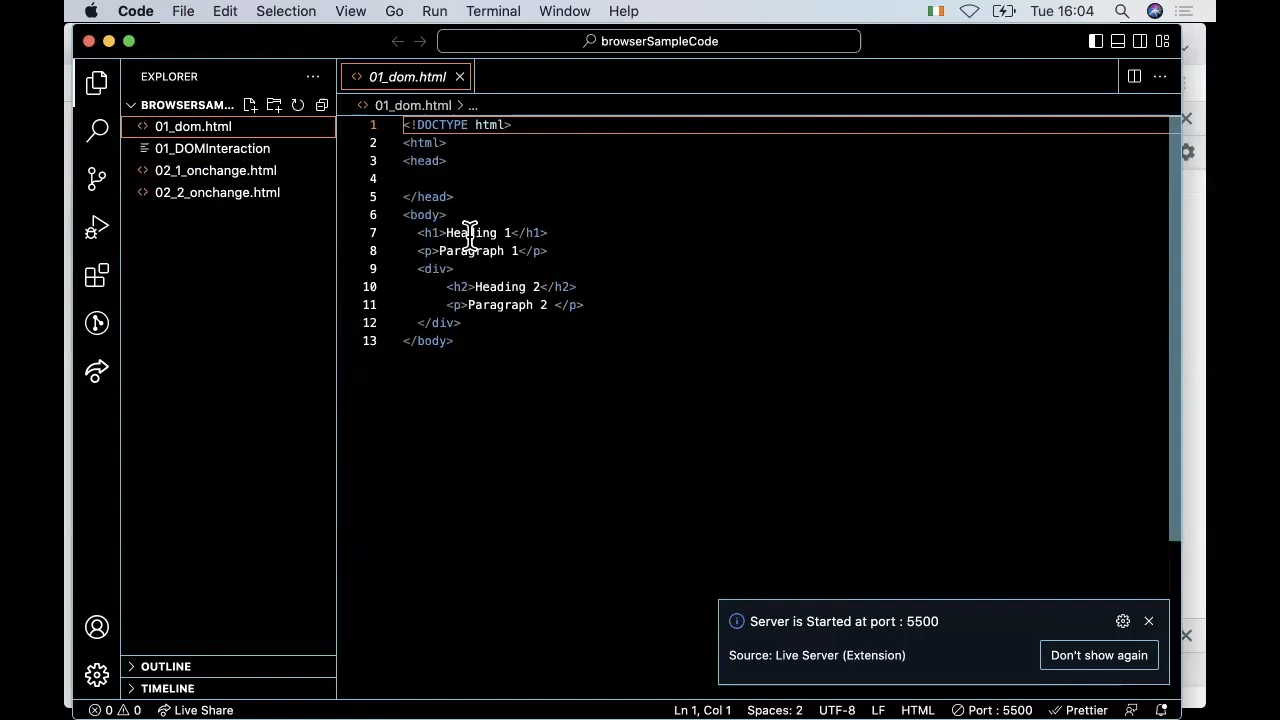 Code File Edit Selection View Go Run Terminal Window Help Tue 16:04
browserSampleCode
EXPLORER ...
01_dom.html
BROWSERSAM...
01_dom.html > ...
01_dom.html
01_DOMInteraction
02_1_onchange.html
02_2_onchange.html
1 <!DOCTYPE html>
2 <html>
3 <head>
4
5 </head>
6 <body>
7 <h1>Heading 1</h1>
8 <p>Paragraph 1</p>
9 <div>
10 <h2>Heading 2</h2>
11 <p>Paragraph 2 </p>
12 </div>
13 </body>
Server is Started at port : 5500
Source: Live Server (Extension)
Don't show again
OUTLINE
TIMELINE
0 0 Live Share Ln 1, Col 1 Spaces: 2 UTF-8 LF HTML Port : 5500 Prettier